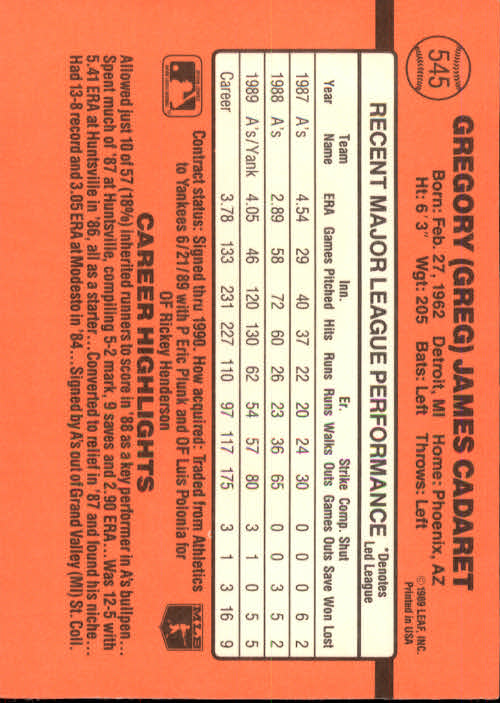 545
GREGORY (GREG) JAMES CADARET
Born: Feb. 27, 1962 Detroit, MI Home: Phoenix, AZ
Ht: 6'3" Wgt: 205 Bats: Left Throws: Left
©1989 LEAF, INC.
Printed in USA
RECENT MAJOR LEAGUE PERFORMANCE
*Denotes
Led League
Team Inn. Er. Strike Comp. Shut
Year Name ERA Games Pitched Hits Runs Runs Walks Outs Games Outs Save Won Lost
1987 A's 4.54 29 40 37 22 20 24 30 0 0 0 6 2
1988 A's 2.89 58 72 60 26 23 36 65 0 0 3 5 2
1989 A's/Yank 4.05 46 120 130 62 54 57 80 3 1 0 5 5
Career 3.78 133 231 227 110 97 117 175 3 1 3 16 9
Contract status: Signed thru 1990. How acquired: Traded from Athletics
to Yankees 6/21/89 with P Eric Plunk and OF Luis Polonia for
OF Rickey Henderson
MLB
CAREER HIGHLIGHTS
Allowed just 10 of 57 (18%) inherited runners to score in '88 as a key performer in A's bullpen...
Spent much of '87 at Huntsville, compiling 5-2 mark, 9 saves and 2.90 ERA...Was 12-5 with
5.41 ERA at Huntsville in '86, all as a starter...Converted to relief in '87 and found his niche...
Had 13-8 record and 3.05 ERA at Modesto in '84...Signed by A's out of Grand Valley (MI) St. Coll.